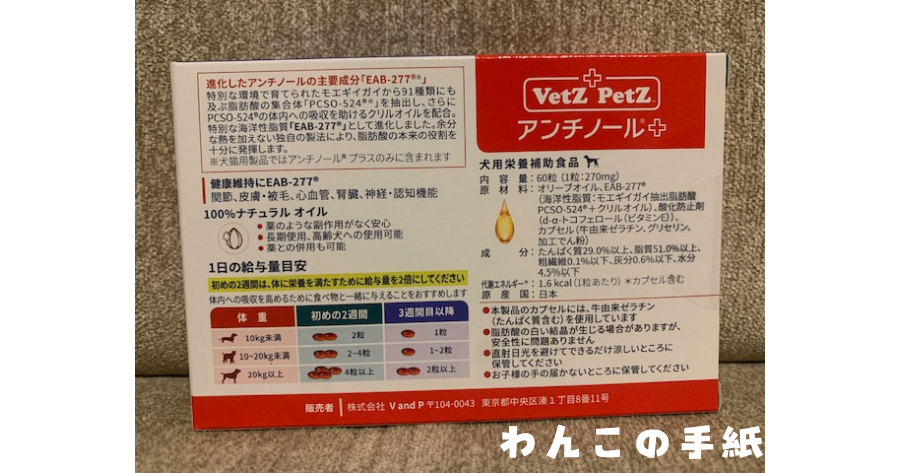 進化したアンチノールの主要成分「EAB-277®※」
特別な環境で育てられたモエギイガイから91種類にも
及ぶ脂肪酸の集合体「PCSO-524®※」を抽出し、さらに
PCSO-524®の体内への吸収を助けるクリルオイルを配合。
特別な海洋性脂質「EAB-277®」として進化しました。余分
な熱を加えない独自の製法により、脂肪酸の本来の役割を
十分に発揮します。
※犬猫用製品ではアンチノール® プラスのみに含まれます
健康維持にEAB-277®
関節、皮膚・被毛、心血管、腎臓、神経・認知機能
100%ナチュラル オイル
●薬のような副作用がなく安心
●長期使用、高齢犬への使用可能
●薬との併用も可能
1日の給与量目安
初めの2週間は、体に栄養を満たすために給与量を2倍にしてください
体内への吸収を高めるために食べ物と一緒に与えることをおすすめします
体 重 初めの2週間 3週間目以降
10kg未満 2粒 1粒
10~20kg未満 2~4粒 1~2粒
20kg以上 4粒以上 2粒以上
VetZ PetZ
アンチノール®+
犬用栄養補助食品
内 容 量:60粒(1粒:270mg)
原 材 料:オリーブオイル、EAB-277®
(海洋性脂質:モエギイガイ抽出脂肪酸
PCSO-524®+クリルオイル)、酸化防止剤
(d-α-トコフェロール(ビタミンE))、
カプセル(牛由来ゼラチン、グリセリン、
加工でん粉)
成 分:たんぱく質29.0%以上、脂質51.0%以上、
粗繊維0.1%以下、灰分0.6%以下、水分
4.5%以下
代謝エネルギー*:1.6 kcal(1粒あたり) *カプセル含む
原 産 国:日本
●本製品のカプセルには、牛由来ゼラチン
(たんぱく質含む)を使用しています
●脂肪酸の白い結晶が生じる場合がありますが、
安全性に問題ありません
●直射日光を避けてできるだけ涼しいところに
保管してください
●お子様の手の届かないところに保管してください
販売者 株式会社 V and P 〒104-0043 東京都中央区湊1丁目8番11号
わんこの手紙